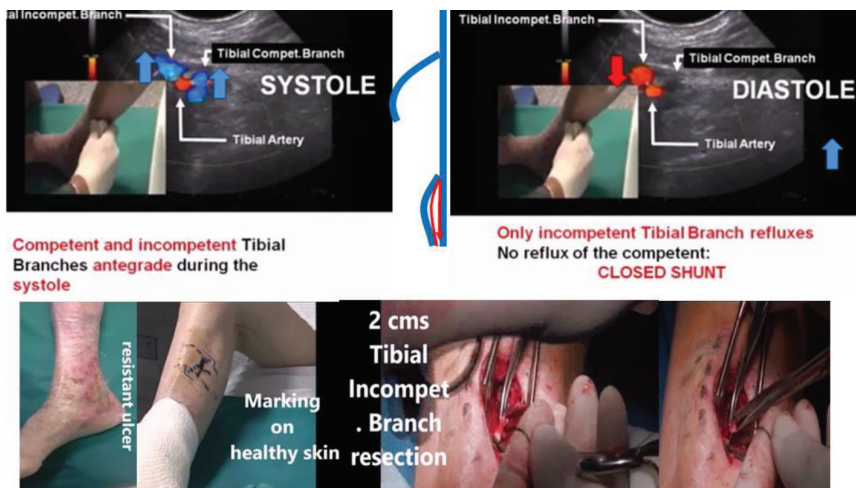 al Incompet.Branch
Tibial Compet.Branch
SYSTOLE
Tibial Artery
Tibial Incompet.Branch
Tibial Compet.Branch
DIASTOLE
Tibial Artery
Competent and incompetent Tibial
Branches antegrade during the
systole
Only incompetent Tibial Branch refluxes
No reflux of the competent:
CLOSED SHUNT
resistant ulcer
Marking
on
healthy skin
2 cms
Tibial
Incompet
. Branch
resection